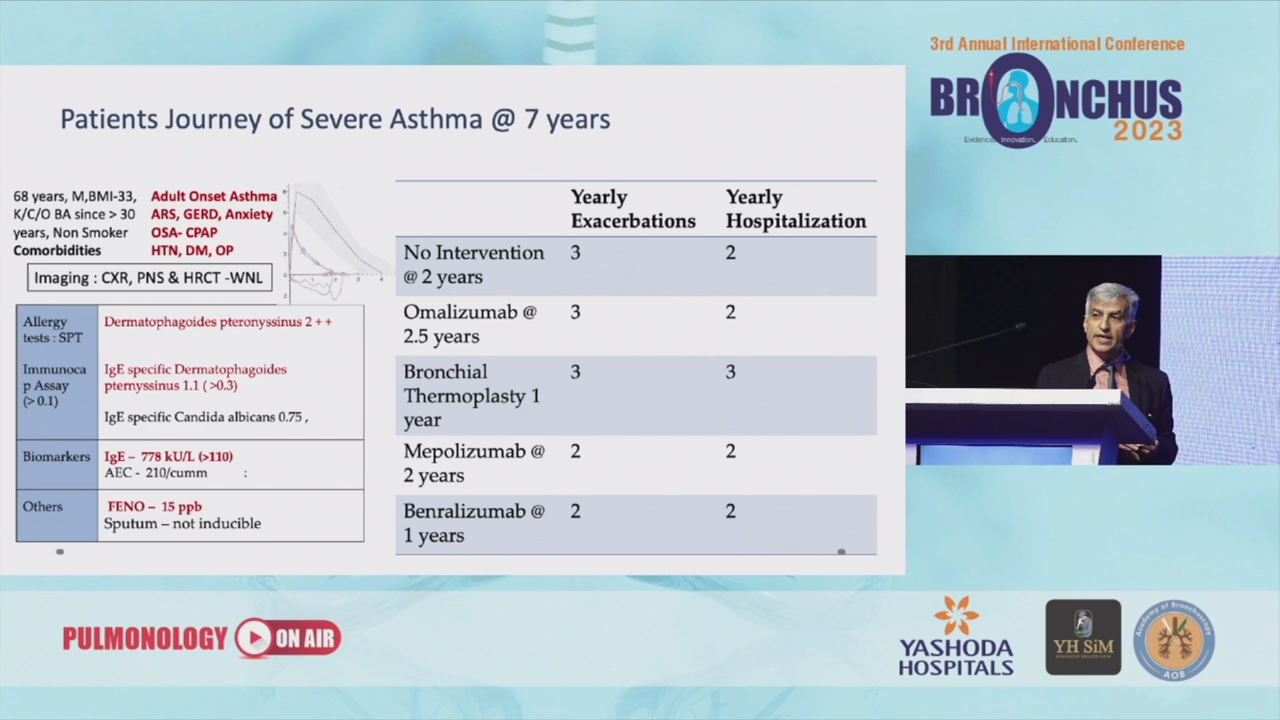 3rd Annual International Conference
BRONCHUS
2023
Evidence. Innovation. Education.
Patients Journey of Severe Asthma @ 7 years
68 years, M,BMI-33,
K/C/O BA since > 30
years, Non Smoker
Comorbidities
Adult Onset Asthma
ARS, GERD, Anxiety
OSA- CPAP
HTN, DM, OP
Imaging : CXR, PNS & HRCT -WNL
Allergy
tests : SPT
Dermatophagoides pteronyssinus 2 + +
Immunoca
p Assay
(> 0.1)
IgE specific Dermatophagoides
pternyssinus 1.1 ( >0.3)
IgE specific Candida albicans 0.75 ,
Biomarkers
IgE – 778 kU/L (>110)
AEC - 210/cumm :
Others
FENO – 15 ppb
Sputum – not inducible
Yearly
Exacerbations
Yearly
Hospitalization
No Intervention
@ 2 years
3
2
Omalizumab @
2.5 years
3
2
Bronchial
Thermoplasty 1
year
3
3
Mepolizumab @
2 years
2
2
Benralizumab @
1 years
2
2
PULMONOLOGY ON AIR
YASHODA
HOSPITALS
YH SiM
Academy of Bronchoscopy
AOB